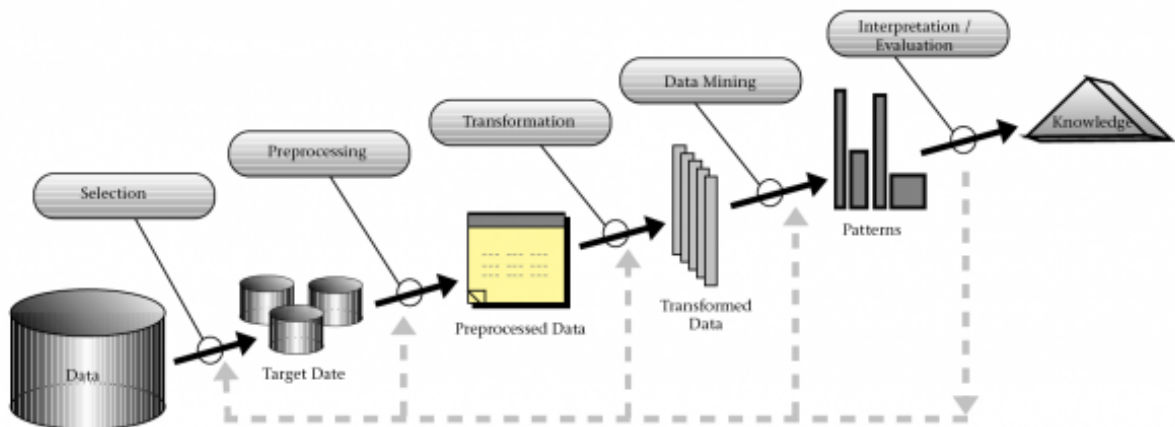 Interpretation /
Evaluation
Data Mining
Transformation
Preprocessing
Selection
Data
Target Date
Preprocessed Data
Transformed
Data
Patterns
Knowledge